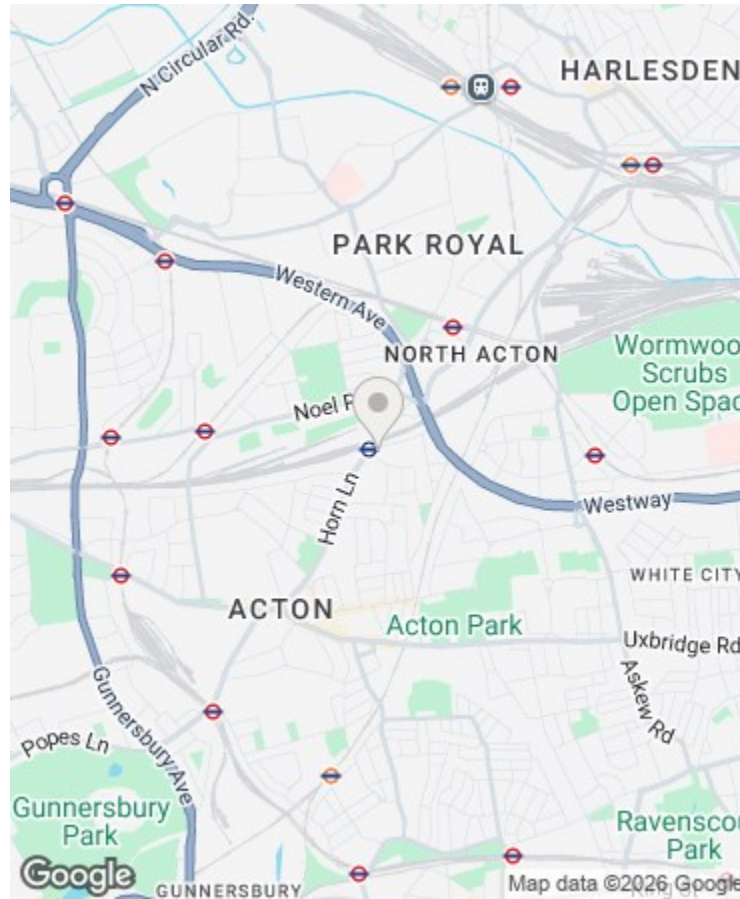 N Circular Rd.
HARLESDEN
PARK ROYAL
Western Ave
NORTH ACTON
Wormwoo
Scrubs
Open Spac
Noel
Horn Ln
Westway
WHITE CITY
ACTON
Acton Park
Uxbridge Rd
Askew Rd
Gunnersbury Ave
Popes Ln
Gunnersbury
Park
Ravenscou
Park
Google
GUNNERSBURY
Map data ©2026 Google